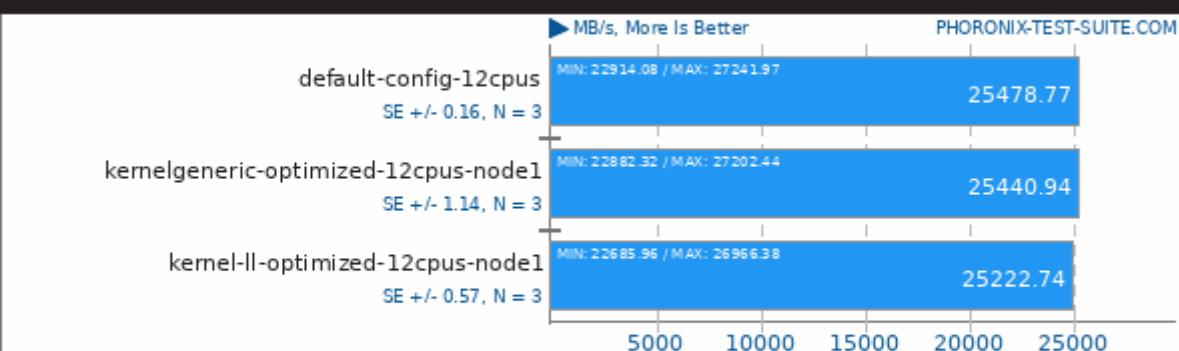 MB/s, More Is Better PHORONIX-TEST-SUITE.COM
default-config-12cpus
SE +/- 0.16, N = 3
MIN: 22914.08 / MAX: 27241.97
25478.77
kernelgeneric-optimized-12cpus-node1
SE +/- 1.14, N = 3
MIN: 22882.32 / MAX: 27202.44
25440.94
kernel-ll-optimized-12cpus-node1
SE +/- 0.57, N = 3
MIN: 22685.96 / MAX: 26966.38
25222.74
5000 10000 15000 20000 25000